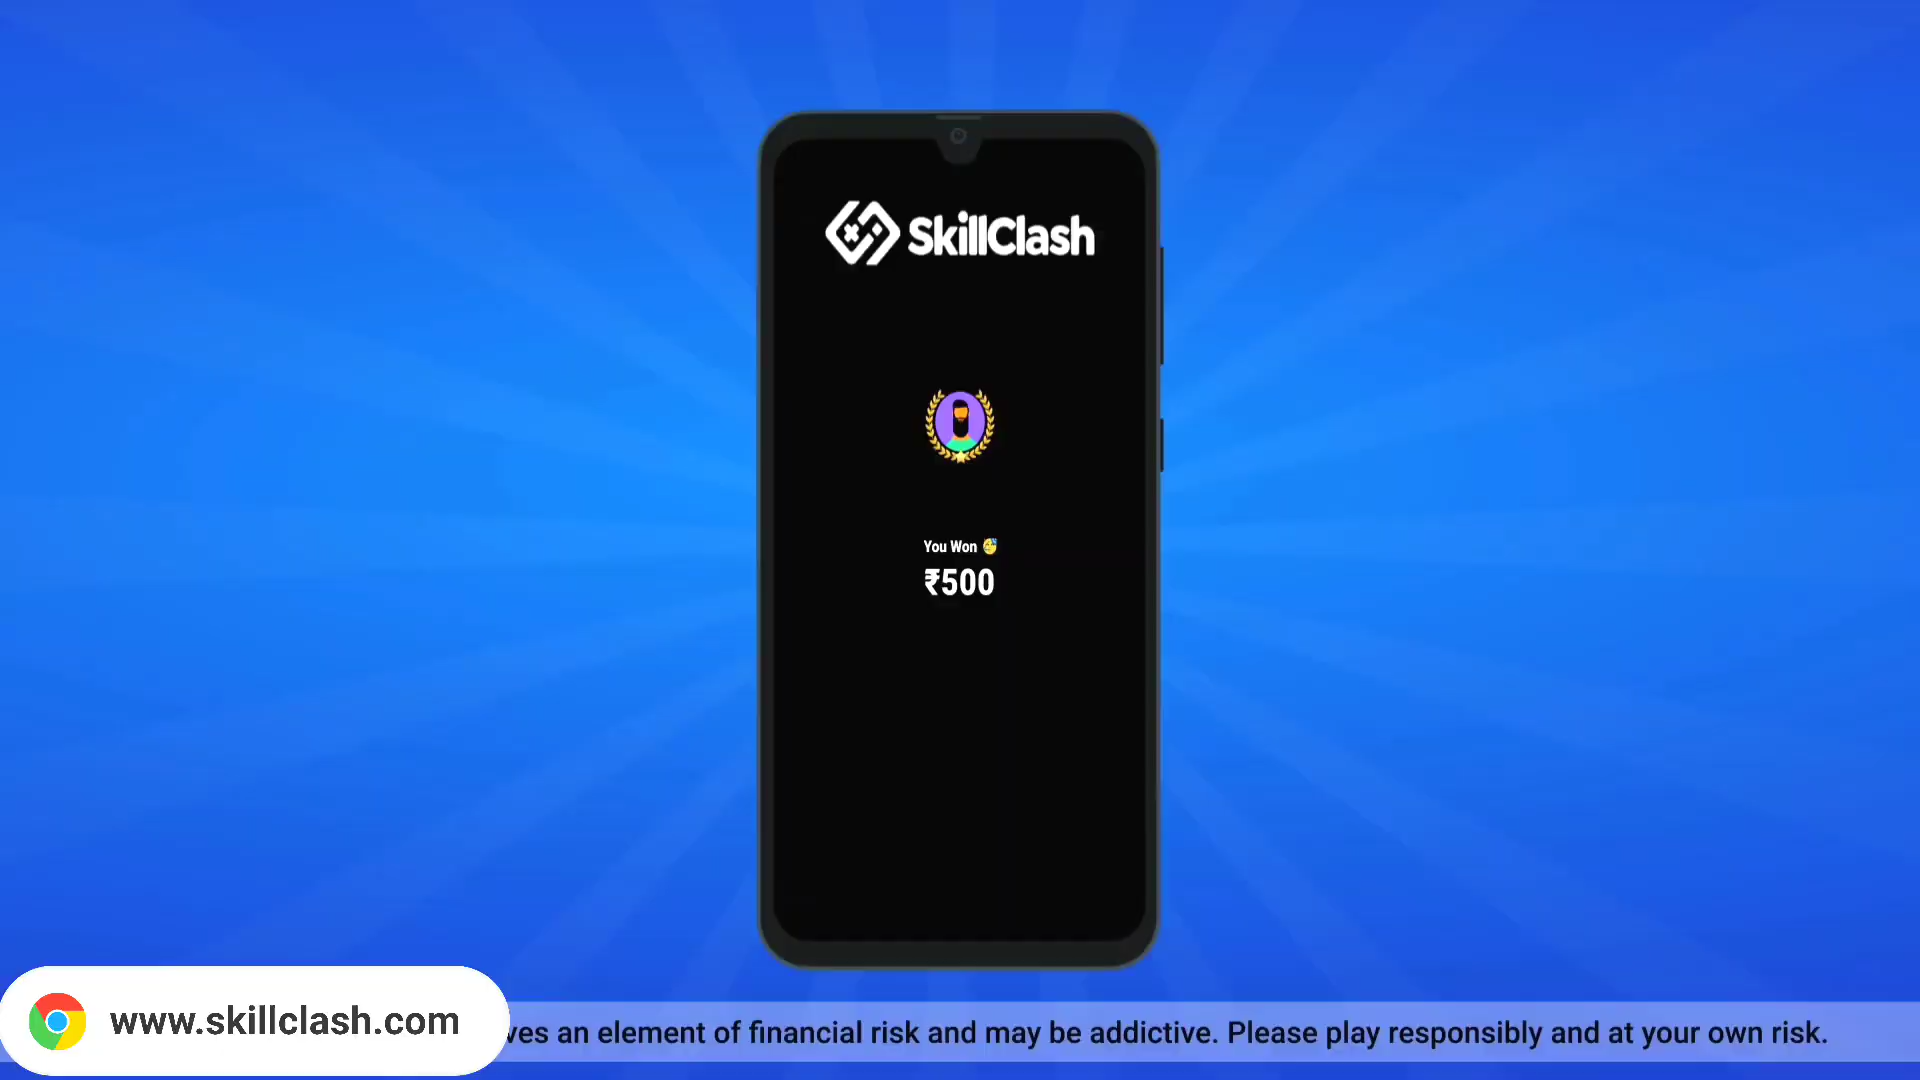 SkillClash
You Won
₹500
www.skillclash.com
an element of financial risk and may be addictive. Please play responsibly and at your own risk.